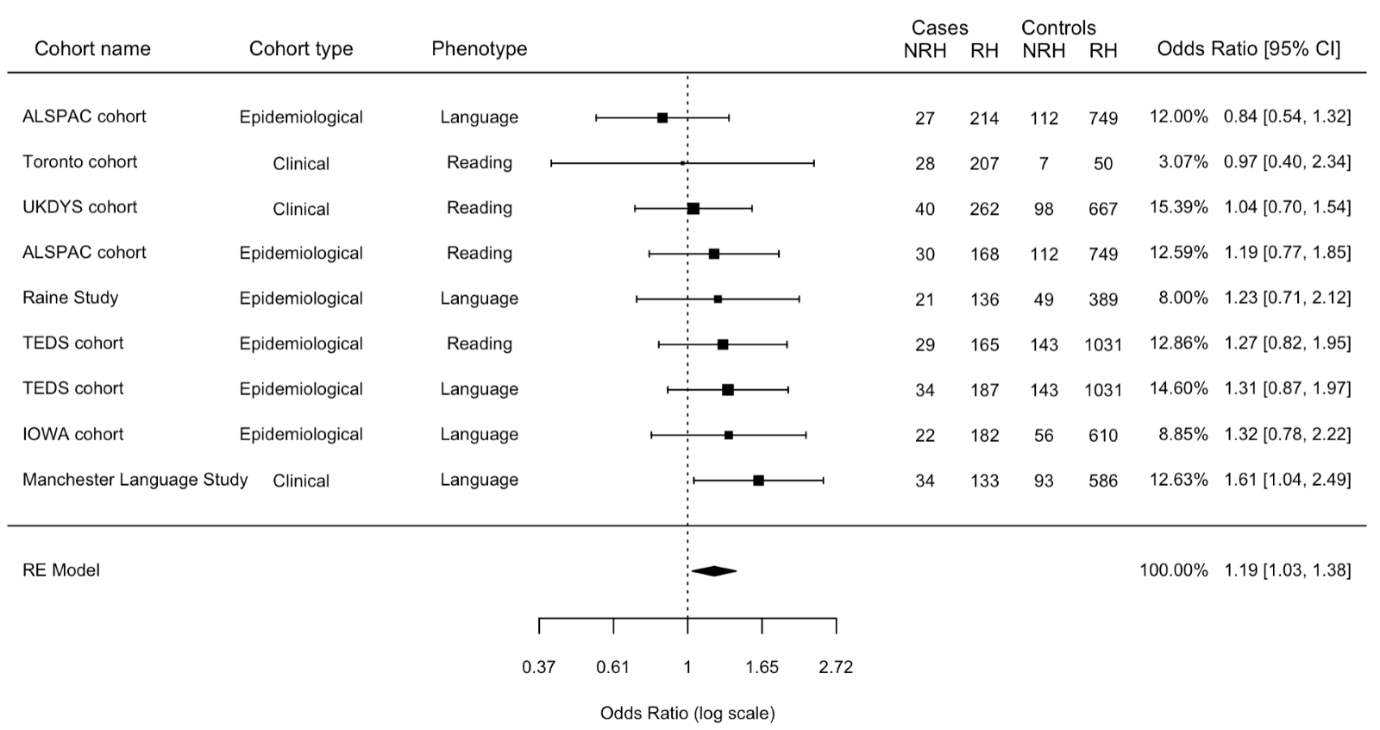 Cases Controls
Cohort name Cohort type Phenotype NRH RH NRH RH Odds Ratio [95% CI]
ALSPAC cohort Epidemiological Language 27 214 112 749 12.00% 0.84 [0.54, 1.32]
Toronto cohort Clinical Reading 28 207 7 50 3.07% 0.97 [0.40, 2.34]
UKDYS cohort Clinical Reading 40 262 98 667 15.39% 1.04 [0.70, 1.54]
ALSPAC cohort Epidemiological Reading 30 168 112 749 12.59% 1.19 [0.77, 1.85]
Raine Study Epidemiological Language 21 136 49 389 8.00% 1.23 [0.71, 2.12]
TEDS cohort Epidemiological Reading 29 165 143 1031 12.86% 1.27 [0.82, 1.95]
TEDS cohort Epidemiological Language 34 187 143 1031 14.60% 1.31 [0.87, 1.97]
IOWA cohort Epidemiological Language 22 182 56 610 8.85% 1.32 [0.78, 2.22]
Manchester Language Study Clinical Language 34 133 93 586 12.63% 1.61 [1.04, 2.49]
RE Model 100.00% 1.19 [1.03, 1.38]
0.37 0.61 1 1.65 2.72
Odds Ratio (log scale)